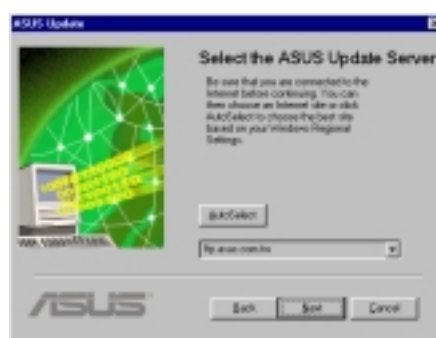 ASUS Update
Select the ASUS Update Server
Be sure that you are connected to the
Internet before continuing. You can
then choose an Internet site or click
AutoSelect to choose the best site
based on your Windows Regional
Settings.
AutoSelect
ftp.asus.com.tw
ASUS
Back
Next
Cancel